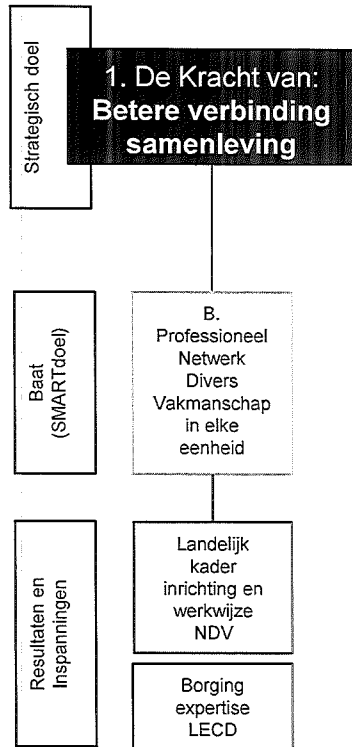 Strategisch doel
1. De Kracht van:
Betere verbinding
samenleving
Baat
(SMARTdoel)
B.
Professioneel
Netwerk
Divers
Vakmanschap
in elke
eenheid
Resultaten en
Inspanningen
Landelijk
kader
inrichting en
werkwijze
NDV
Borging
expertise
LECD